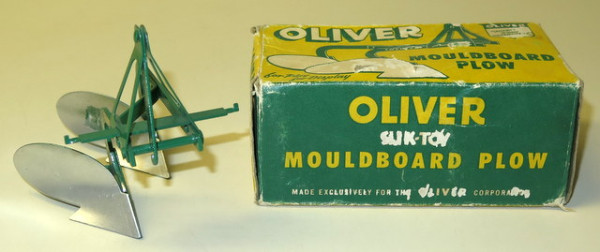 OLIVER
MOULDBOARD
PLOW
OLIVER
SLIK-TOY
MOULDBOARD PLOW
MADE EXCLUSIVELY FOR THE OLIVER CORPORATION